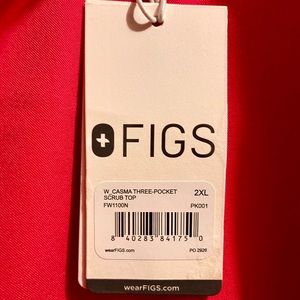 FIGS
W_CASMA THREE-POCKET 2XL
SCRUB TOP
FW1100N PK001
8 40283 84175 0
wearFIGS.com PO 2926
wearFIGS.com